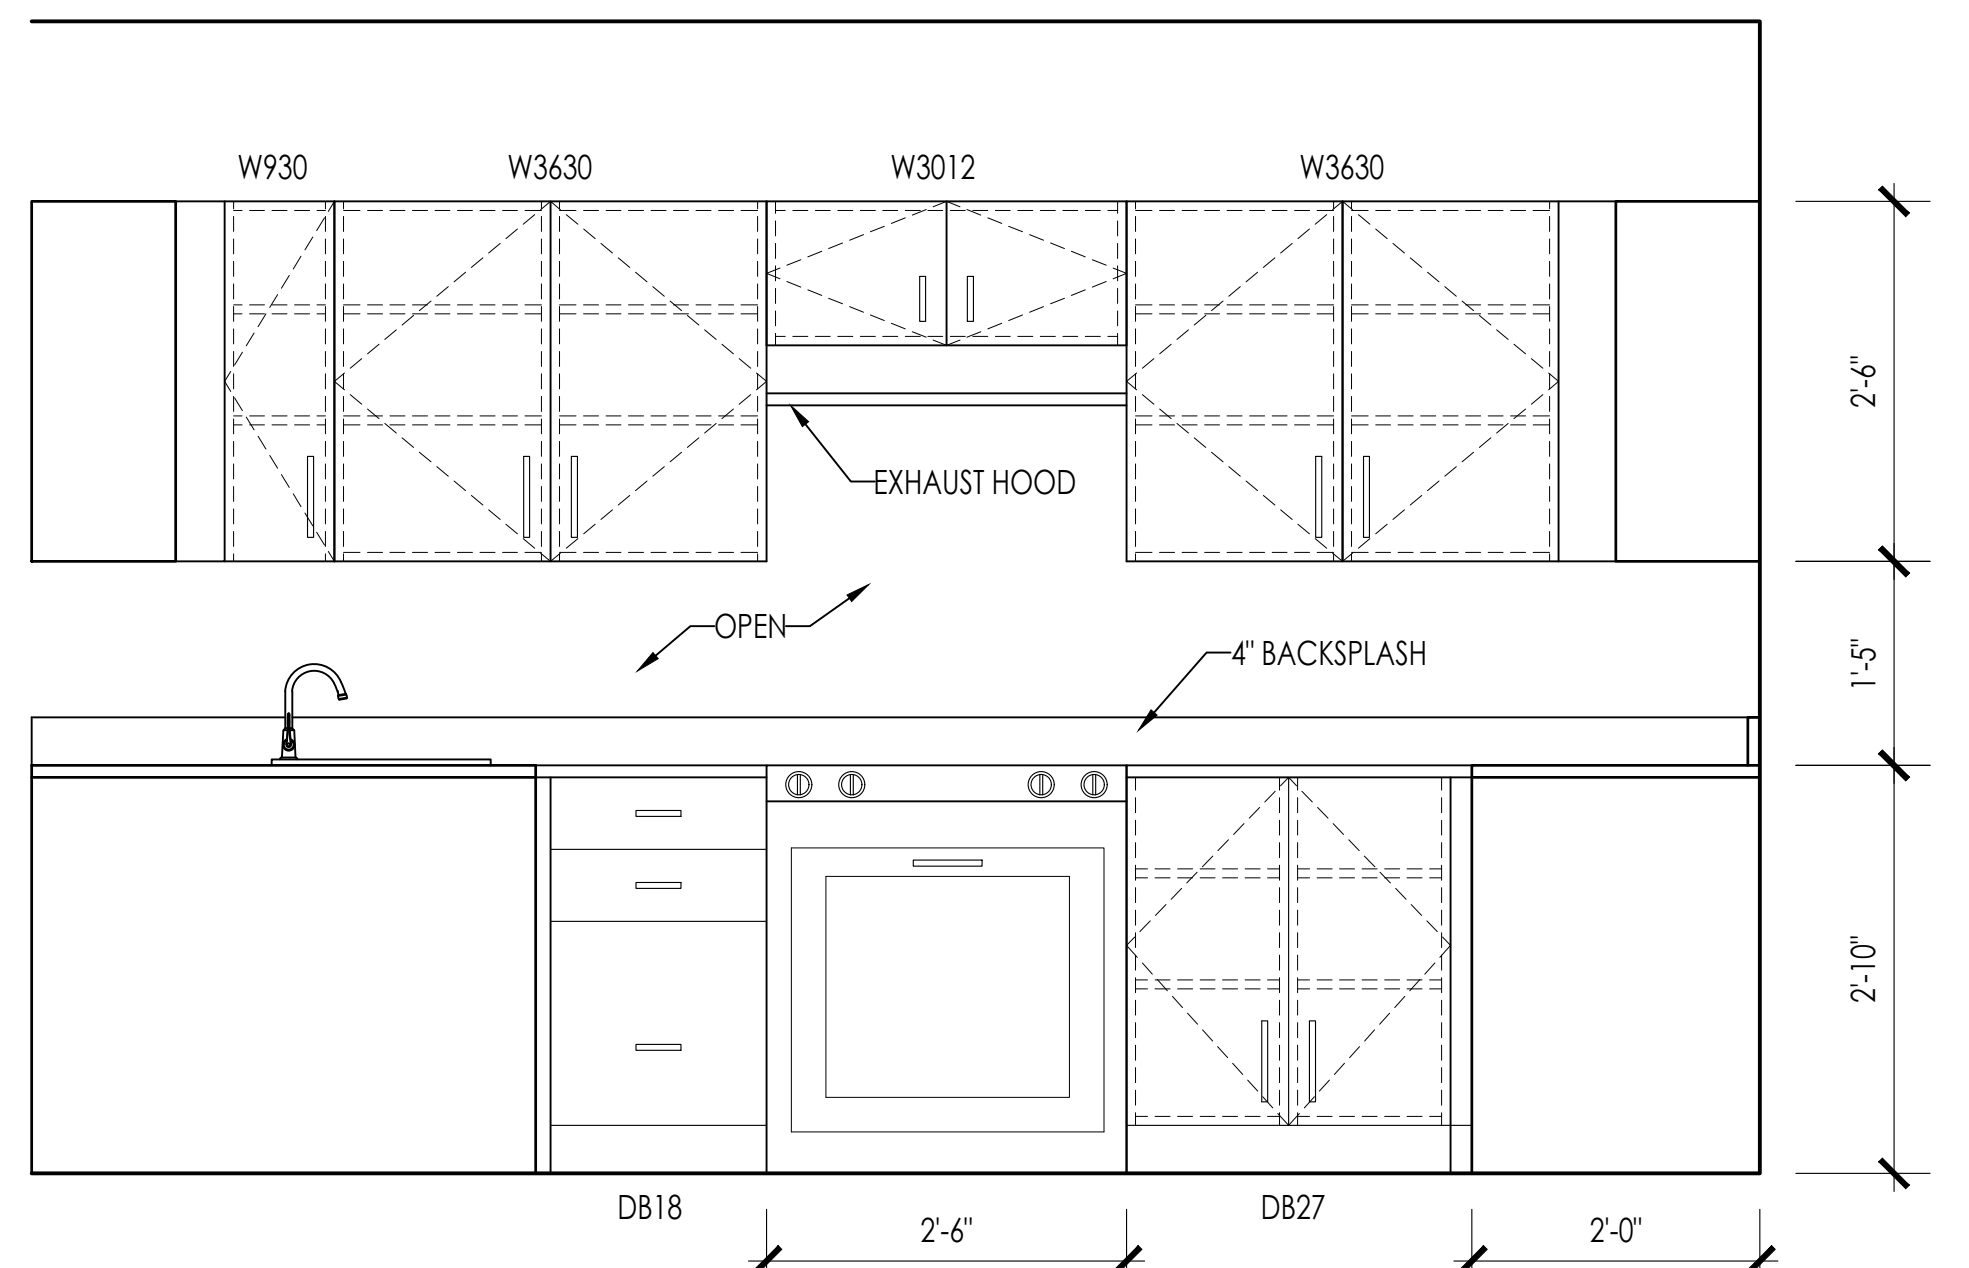 W930
W3630
W3012
W3630
2'-6"
EXHAUST HOOD
OPEN
4" BACKSPLASH
1'-5"
2'-10"
DB18
2'-6"
DB27
2'-0"